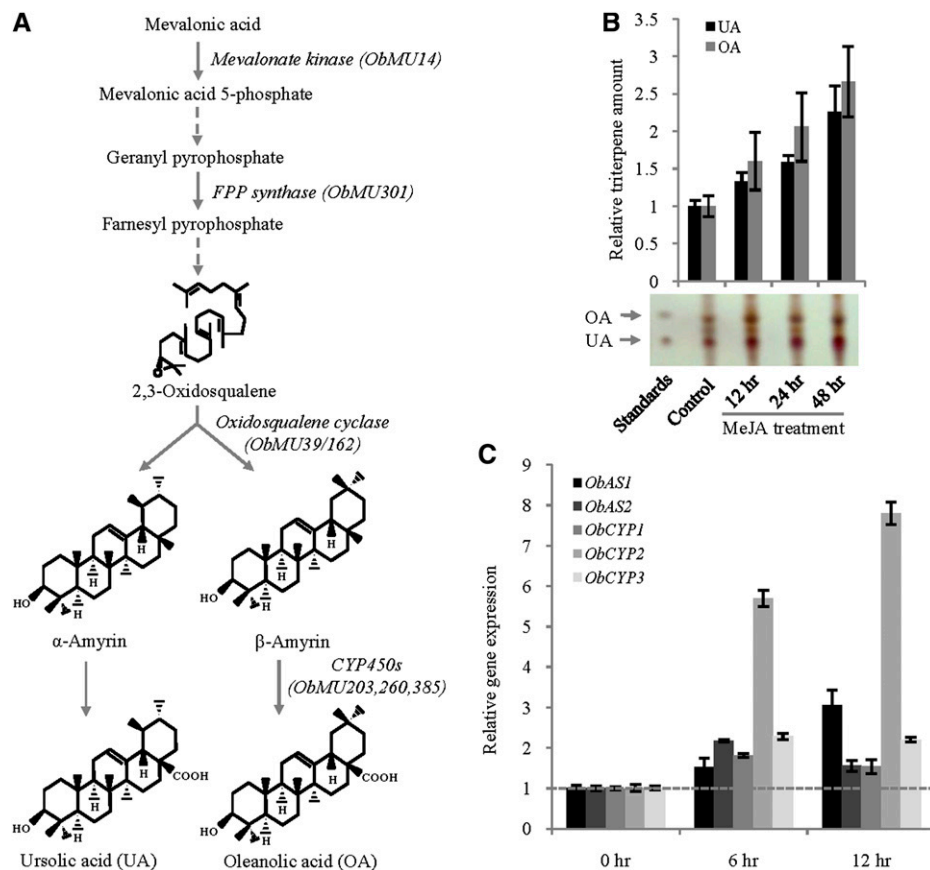 A
Mevalonic acid
Mevalonate kinase (ObMU14)
Mevalonic acid 5-phosphate
Geranyl pyrophosphate
FPP synthase (ObMU301)
Farnesyl pyrophosphate
O
2,3-Oxidosqualene
Oxidosqualene cyclase
(ObMU39/162)
H
H
HO
H
α-Amyrin
H
H
HO
H
β-Amyrin
CYP450s
(ObMU203,260,385)
H
COOH
H
HO
H
Ursolic acid (UA)
H
COOH
H
HO
H
Oleanolic acid (OA)
B
UA
OA
Relative triterpene amount
3.5
3
2.5
2
1.5
1
0.5
0
OA
UA
Standards
Control
12 hr
24 hr
48 hr
MeJA treatment
C
ObAS1
ObAS2
ObCYP1
ObCYP2
ObCYP3
Relative gene expression
9
8
7
6
5
4
3
2
1
0
0 hr
6 hr
12 hr